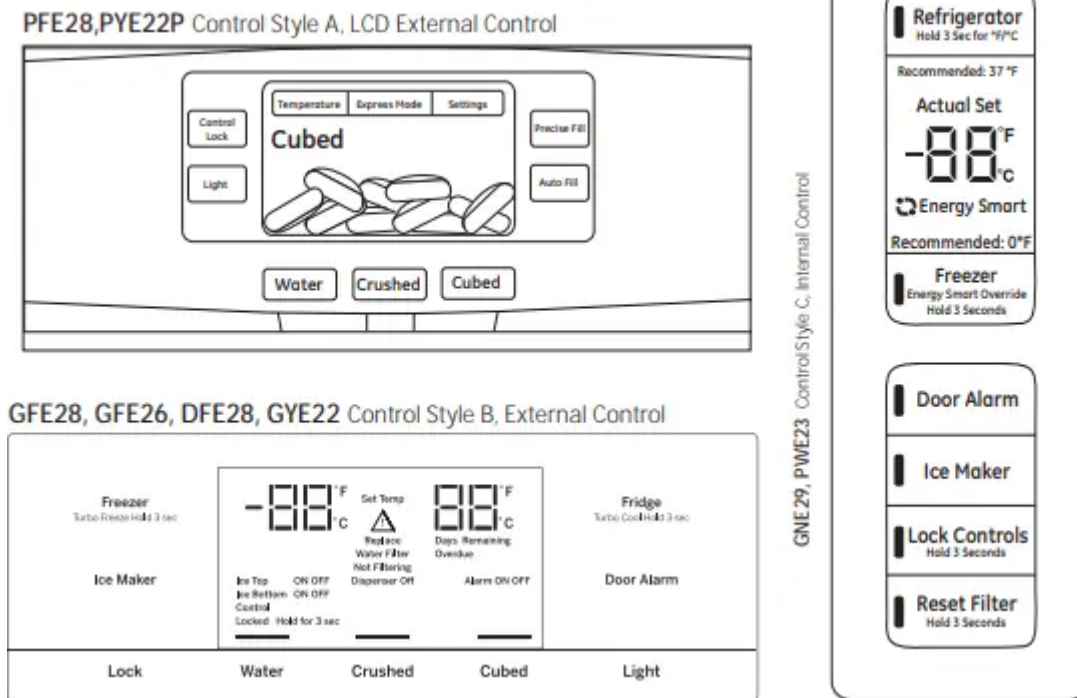 PFE28,PYE22P Control Style A, LCD External Control
Temperature Express Mode Settings
Control
Lock
Cubed
Precise Fill
Light
Auto Fill
Water Crushed Cubed
GFE28, GFE26, DFE28, GYE22 Control Style B, External Control
Freezer
Turbo Freeze Hold 3 sec
Ice Maker
-88 °F
°C
Set Temp
Replace
Water Filter
Not Filtering
Dispenser Off
88 °F
°C
Days Remaining
Overdue
Ice Top ON OFF
Ice Bottom ON OFF
Control
Locked Hold for 3 sec
Alarm ON OFF
Fridge
Turbo Cool Hold 3 sec
Door Alarm
Lock Water Crushed Cubed Light
GNE29, PWE23 Control Style C, Internal Control
Refrigerator
Hold 3 Sec for °F/°C
Recommended: 37 °F
Actual Set
-88 °F
°C
Energy Smart
Recommended: 0°F
Freezer
Energy Smart Override
Hold 3 Seconds
Door Alarm
Ice Maker
Lock Controls
Hold 3 Seconds
Reset Filter
Hold 3 Seconds